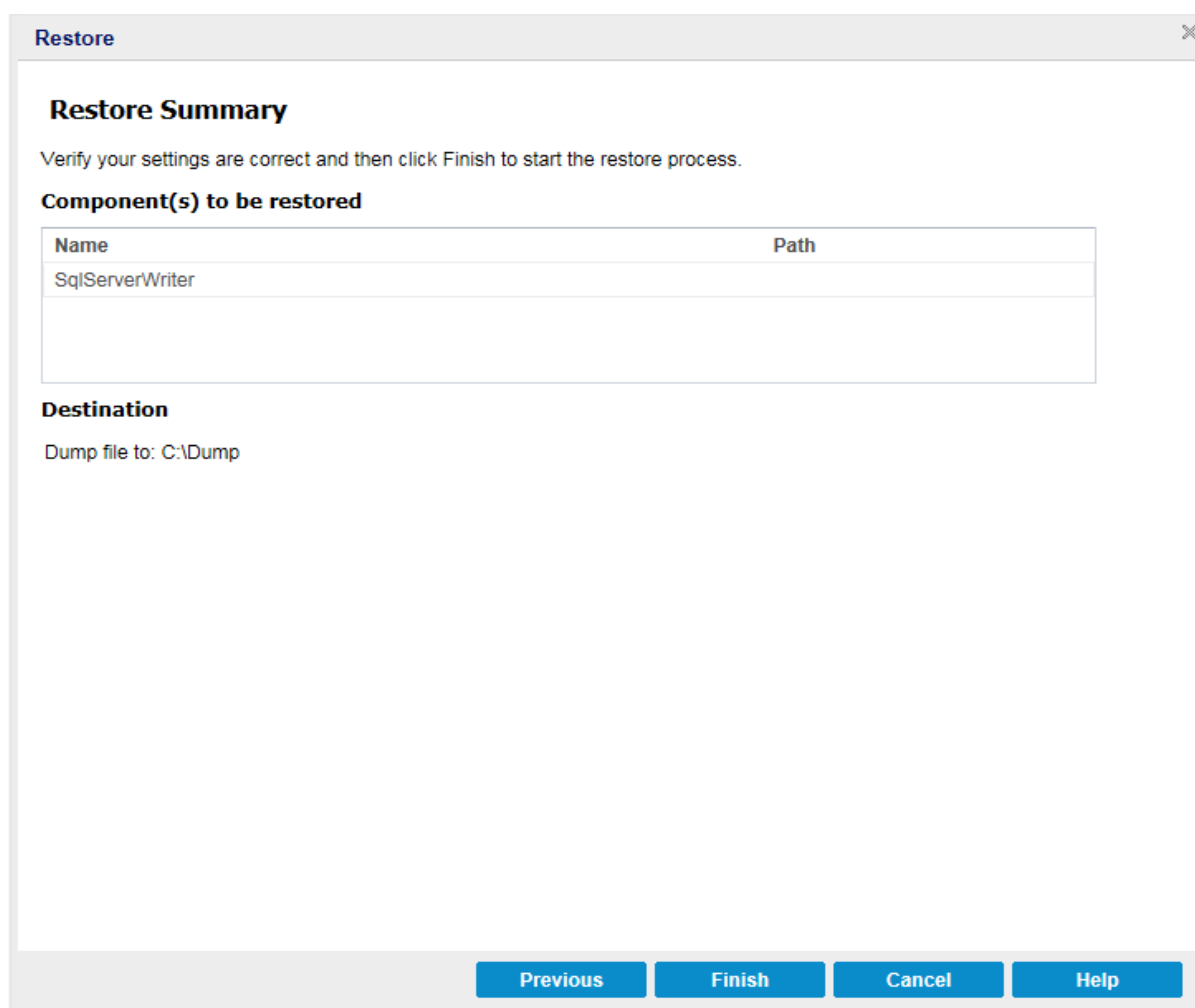 Restore
Restore Summary
Verify your settings are correct and then click Finish to start the restore process.
Component(s) to be restored
Name Path
SqlServerWriter
Destination
Dump file to: C:\Dump
Previous Finish Cancel Help